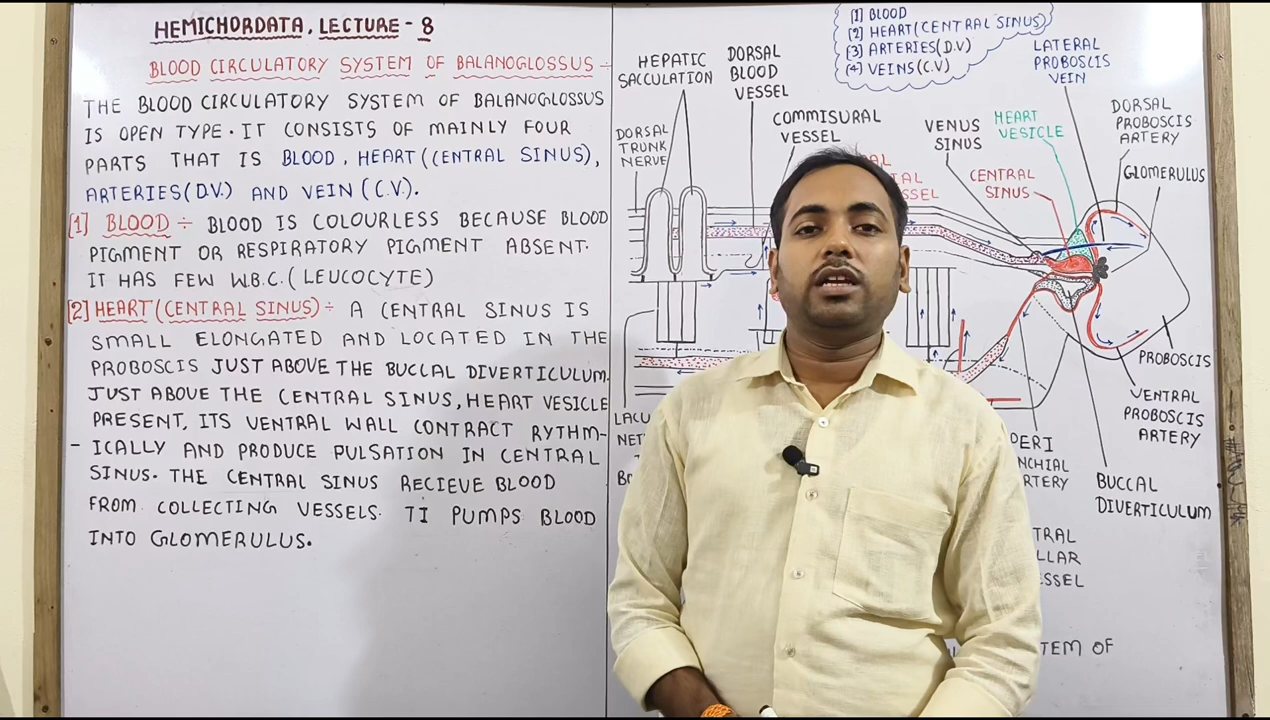 HEMICHORDATA, LECTURE - 8
BLOOD CIRCULATORY SYSTEM OF BALANOGLOSSUS ÷
THE BLOOD CIRCULATORY SYSTEM OF BALANOGLOSSUS
IS OPEN TYPE. IT CONSISTS OF MAINLY FOUR
PARTS THAT IS BLOOD, HEART(CENTRAL SINUS),
ARTERIES(D.V.) AND VEIN (C.V.).
[1] BLOOD ÷ BLOOD IS COLOURLESS BECAUSE BLOOD
PIGMENT OR RESPIRATORY PIGMENT ABSENT.
IT HAS FEW W.B.C. (LEUCOCYTE)
[2] HEART (CENTRAL SINUS) ÷ A CENTRAL SINUS IS
SMALL ELONGATED AND LOCATED IN THE
PROBOSCIS JUST ABOVE THE BUCCAL DIVERTICULUM.
JUST ABOVE THE CENTRAL SINUS, HEART VESICLE
PRESENT, ITS VENTRAL WALL CONTRACT RYTHM-
- ICALLY AND PRODUCE PULSATION IN CENTRAL
SINUS. THE CENTRAL SINUS RECIEVE BLOOD
FROM COLLECTING VESSELS. TI PUMPS BLOOD
INTO GLOMERULUS.
[1] BLOOD
[2] HEART(CENTRAL SINUS)
[3] ARTERIES(D.V)
[4] VEINS(C.V)
HEPATIC
SACCULATION
DORSAL
BLOOD
VESSEL
LATERAL
PROBOSCIS
VEIN
DORSAL
TRUNK
NERVE
COMMISURAL
VESSEL
VENUS
SINUS
HEART
VESICLE
DORSAL
PROBOSCIS
ARTERY
CENTRAL
SINUS
GLOMERULUS
PROBOSCIS
VENTRAL
PROBOSCIS
ARTERY
BUCCAL
DIVERTICULUM
OF